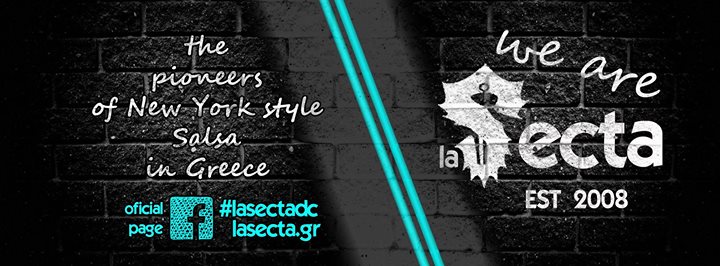 the
pioneers
of New York style
Salsa
in Greece
oficial
page
#lasectadc
lasecta.gr
we are
la Secta
EST 2008